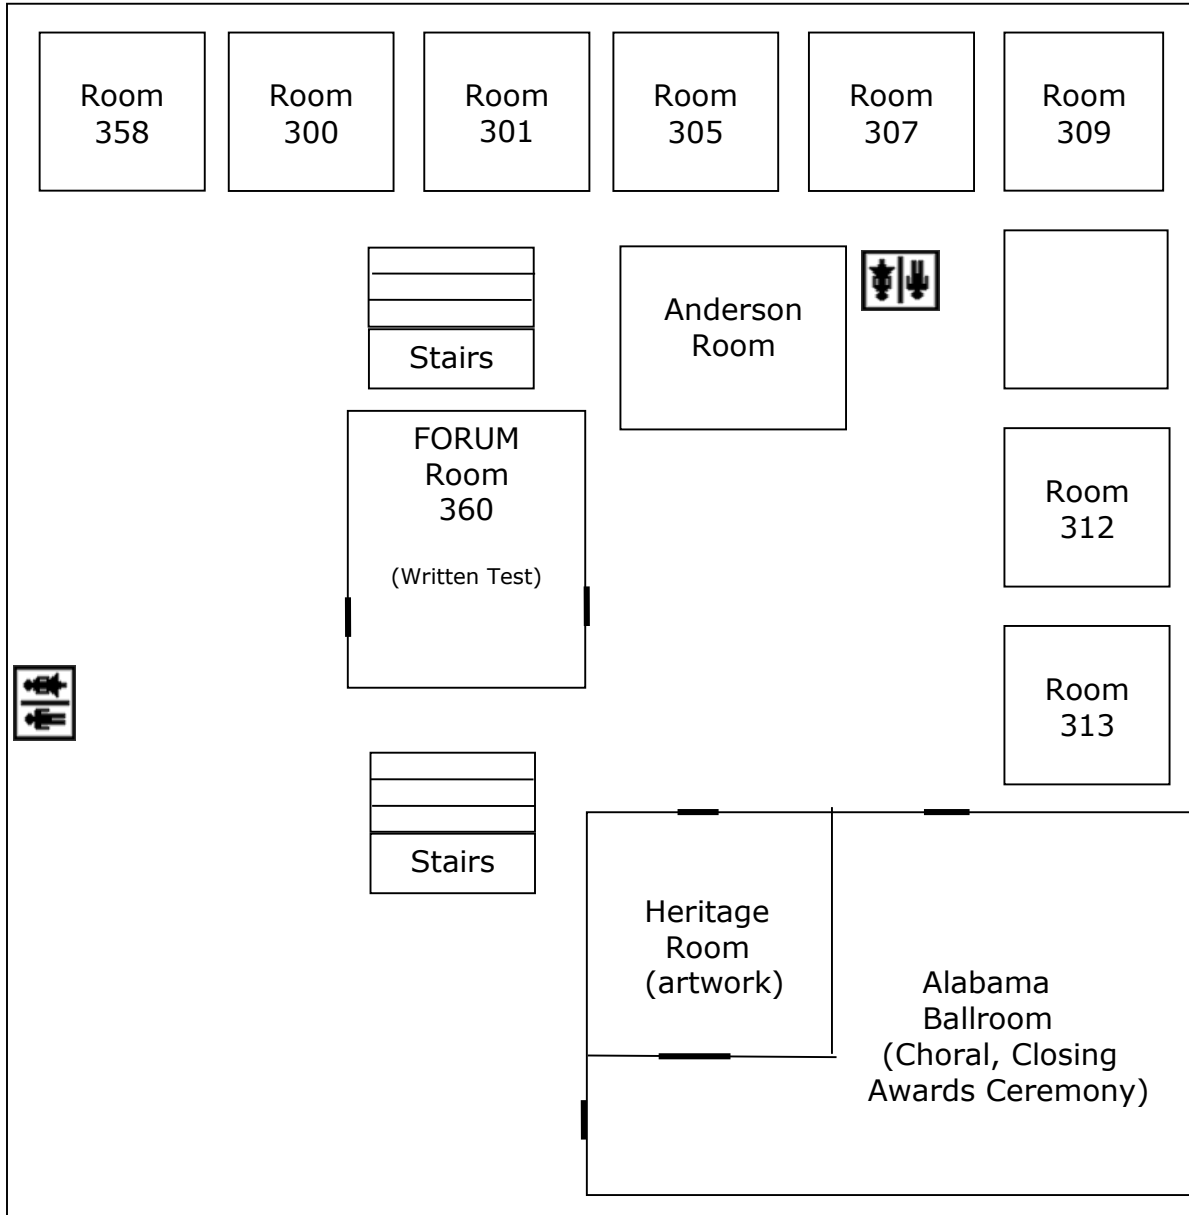 Room
358
Room
300
Room
301
Room
305
Room
307
Room
309
Stairs
Anderson
Room
FORUM
Room
360
(Written Test)
Room
312
Room
313
Stairs
Heritage
Room
(artwork)
Alabama
Ballroom
(Choral, Closing
Awards Ceremony)